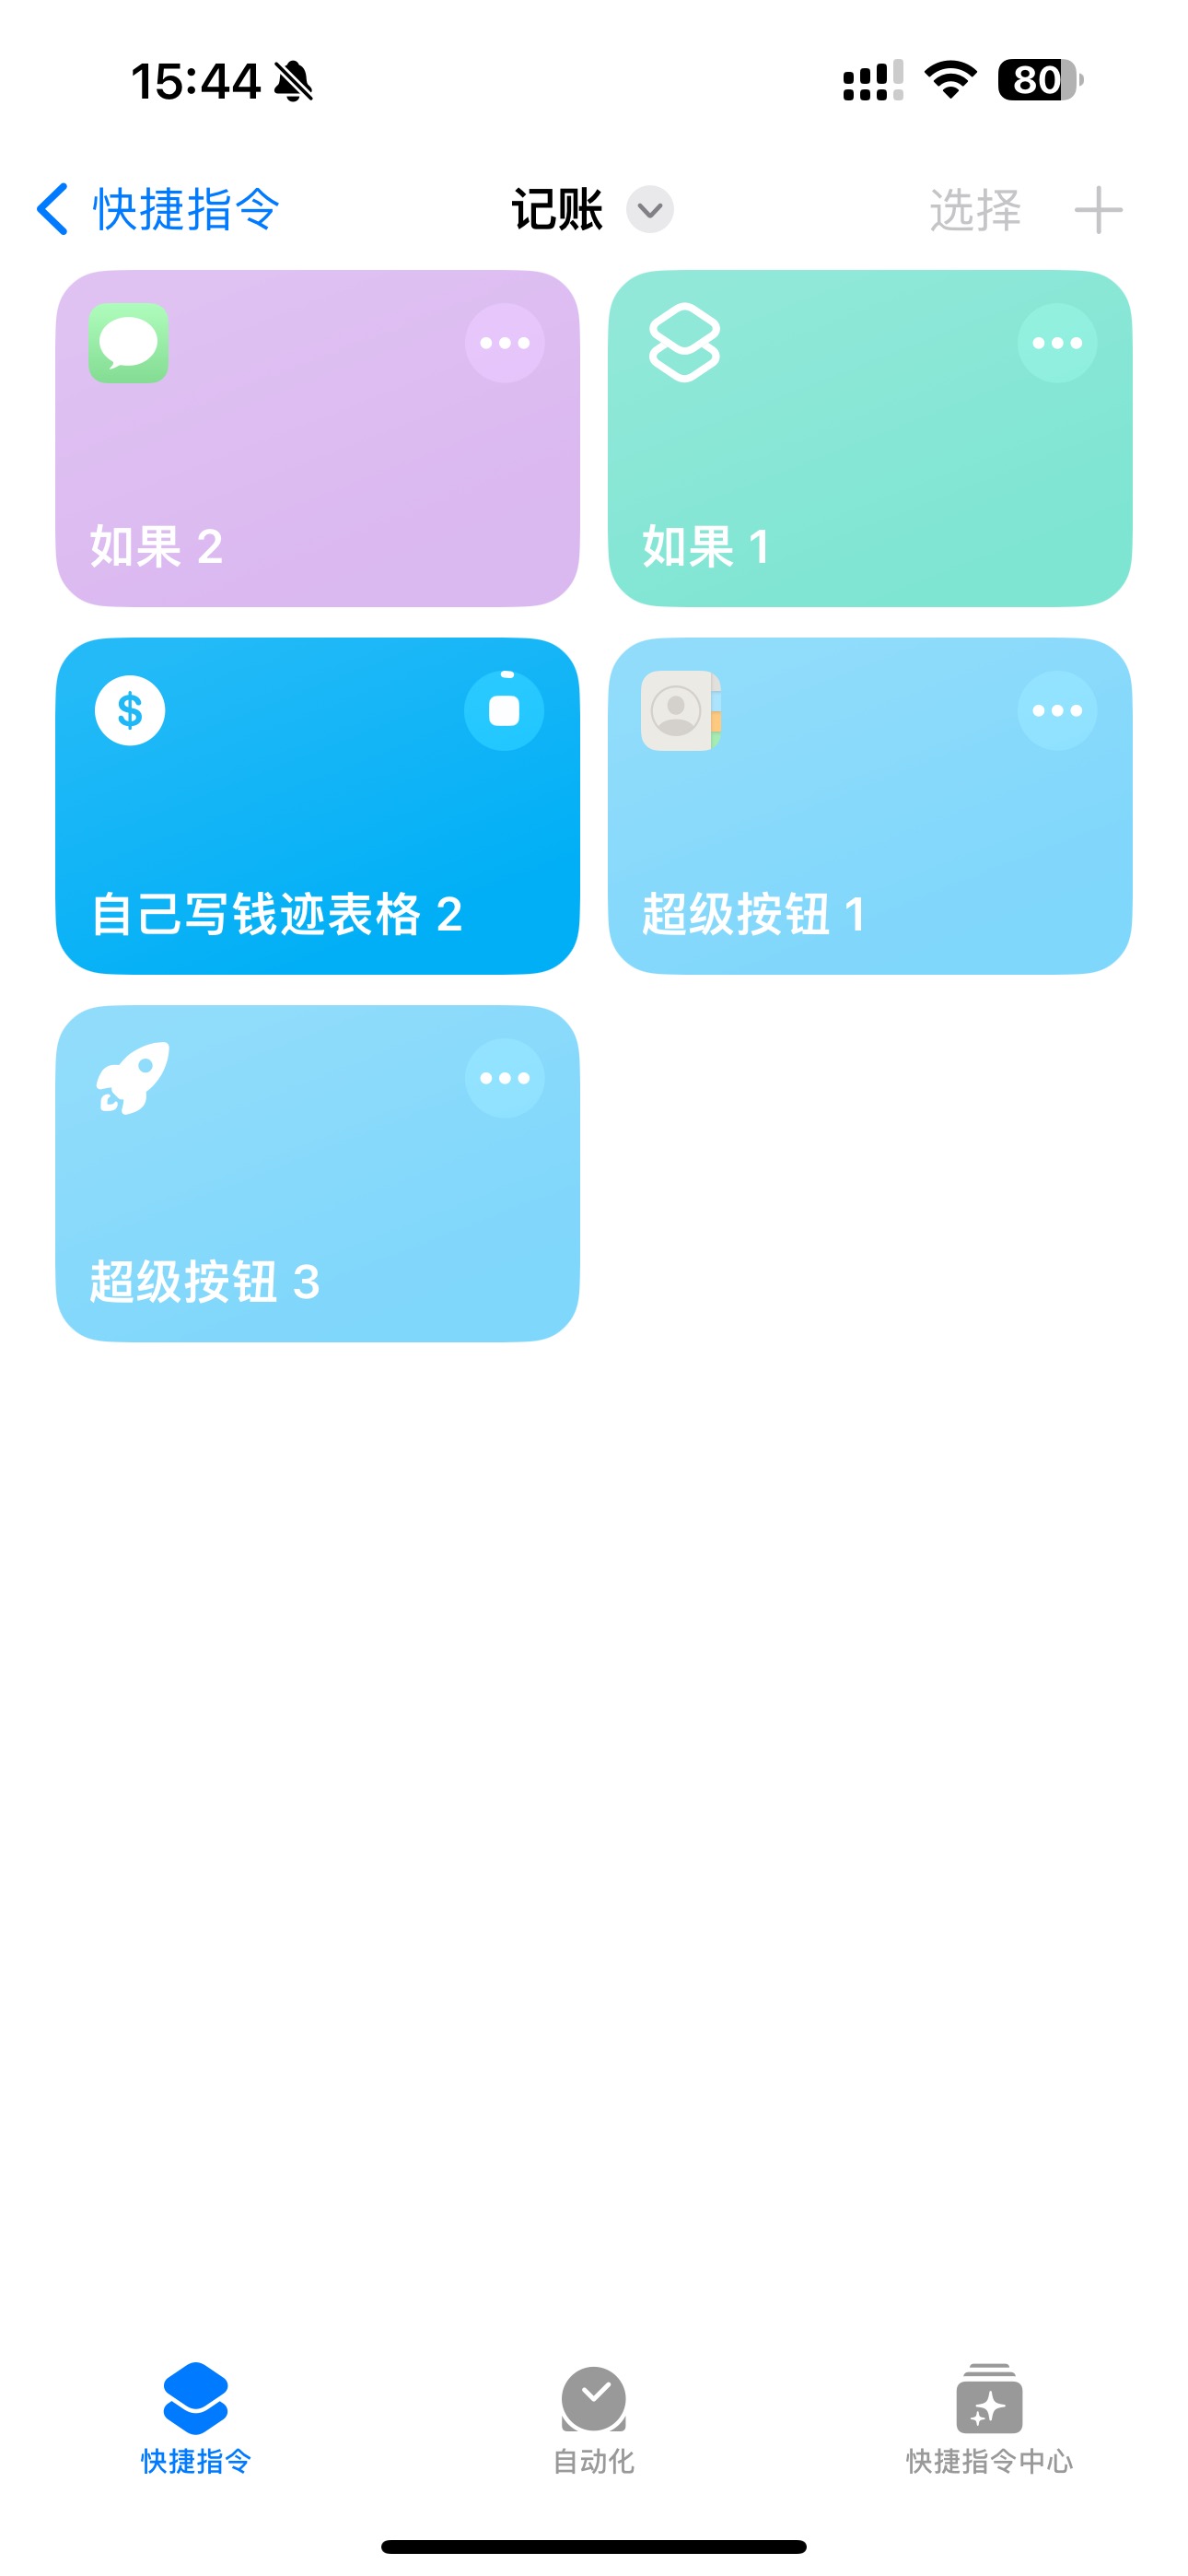 15:44
80
快捷指令
记账
选择
如果 2
如果 1
$
自己写钱迹表格 2
超级按钮 1
超级按钮 3
快捷指令
自动化
快捷指令中心